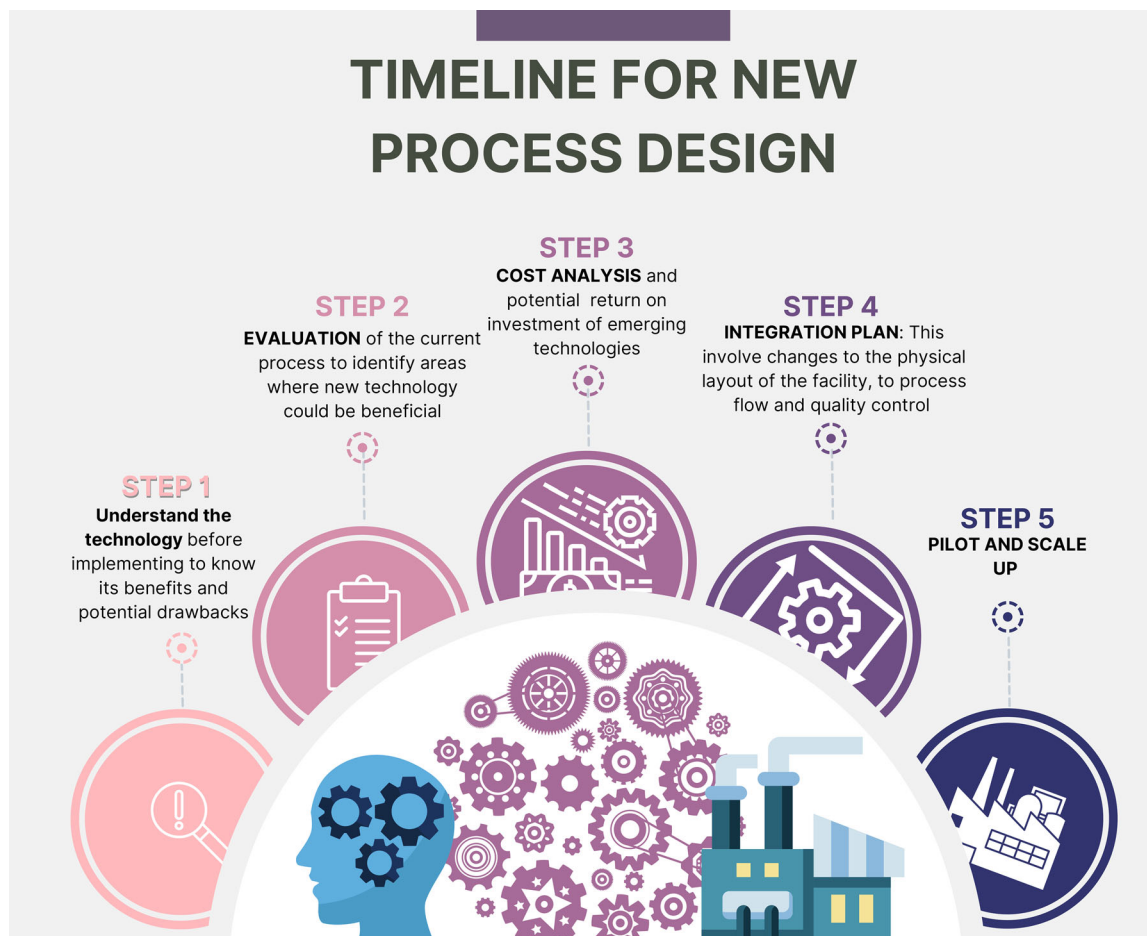 TIMELINE FOR NEW
PROCESS DESIGN
STEP 1
Understand the
technology before
implementing to know
its benefits and
potential drawbacks
STEP 2
EVALUATION of the current
process to identify areas
where new technology
could be beneficial
STEP 3
COST ANALYSIS and
potential return on
investment of emerging
technologies
STEP 4
INTEGRATION PLAN: This
involve changes to the physical
layout of the facility, to process
flow and quality control
STEP 5
PILOT AND SCALE
UP